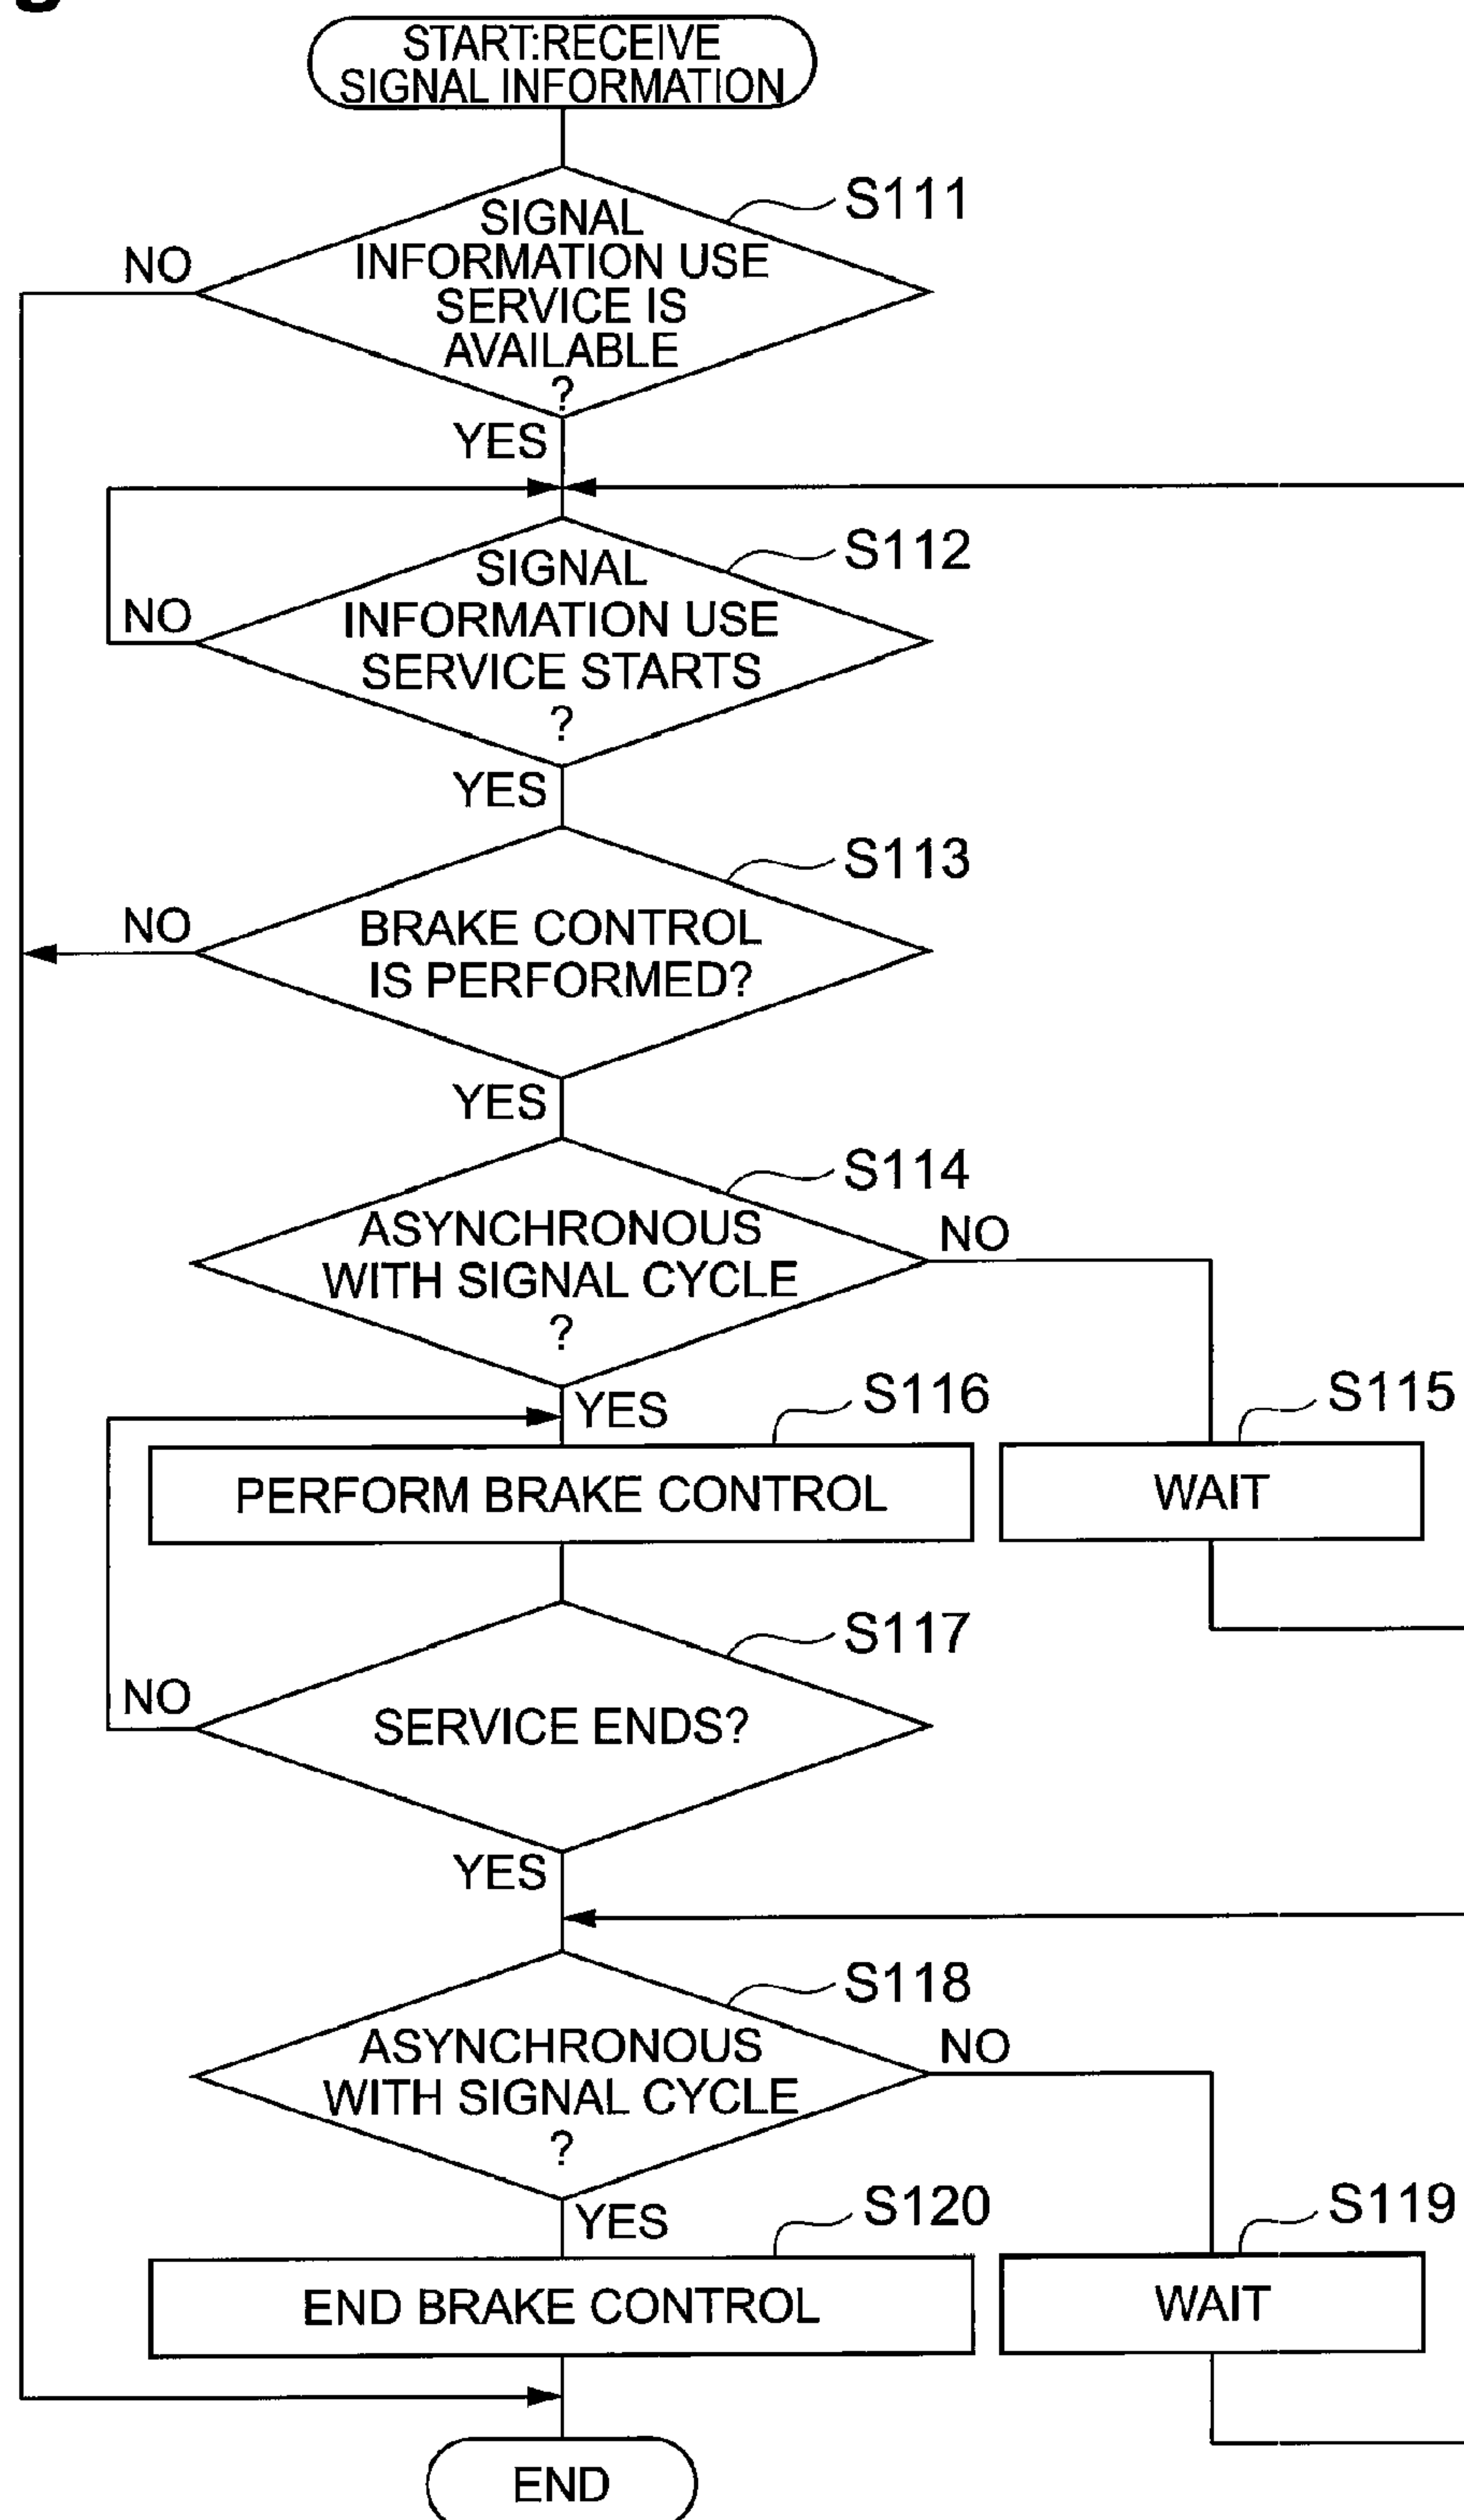 START:RECEIVE
SIGNAL INFORMATION
S111
SIGNAL
INFORMATION USE
SERVICE IS
AVAILABLE
?
NO
YES
S112
SIGNAL
INFORMATION USE
SERVICE STARTS
?
NO
YES
S113
BRAKE CONTROL
IS PERFORMED?
NO
YES
S114
ASYNCHRONOUS
WITH SIGNAL CYCLE
?
NO
YES
S116
S115
PERFORM BRAKE CONTROL
WAIT
S117
SERVICE ENDS?
NO
YES
S118
ASYNCHRONOUS
WITH SIGNAL CYCLE
?
NO
YES
S120
S119
END BRAKE CONTROL
WAIT
END